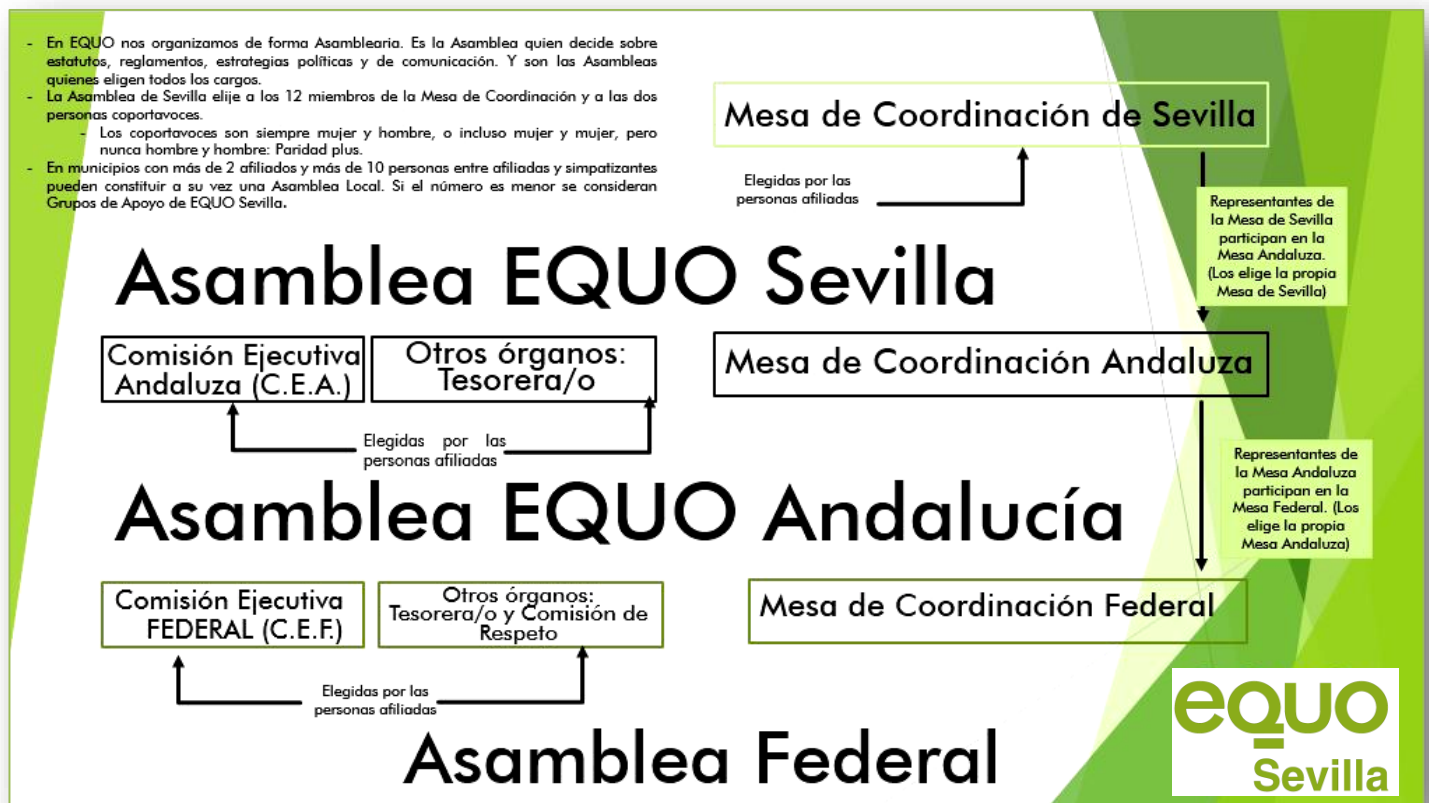 - En EQUO nos organizamos de forma Asamblearia. Es la Asamblea quien decide sobre
estatutos, reglamentos, estrategias políticas y de comunicación. Y son las Asambleas
quienes eligen todos los cargos.
- La Asamblea de Sevilla elije a los 12 miembros de la Mesa de Coordinación y a las dos
personas coportavoces.
- Los coportavoces son siempre mujer y hombre, o incluso mujer y mujer, pero
nunca hombre y hombre: Paridad plus.
- En municipios con más de 2 afiliados y más de 10 personas entre afiliadas y simpatizantes
pueden constituir a su vez una Asamblea Local. Si el número es menor se consideran
Grupos de Apoyo de EQUO Sevilla.
Mesa de Coordinación de Sevilla
Elegidas por las
personas afiliadas
Representantes de
la Mesa de Sevilla
participan en la
Mesa Andaluza.
(Los elige la propia
Mesa de Sevilla)
Asamblea EQUO Sevilla
Comisión Ejecutiva
Andaluza (C.E.A.)
Otros órganos:
Tesorera/o
Mesa de Coordinación Andaluza
Elegidas por las
personas afiliadas
Representantes de
la Mesa Andaluza
participan en la
Mesa Federal. (Los
elige la propia
Mesa Andaluza)
Asamblea EQUO Andalucía
Comisión Ejecutiva
FEDERAL (C.E.F.)
Otros órganos:
Tesorera/o y Comisión de
Respeto
Mesa de Coordinación Federal
Elegidas por las
personas afiliadas
Asamblea Federal
equo
Sevilla